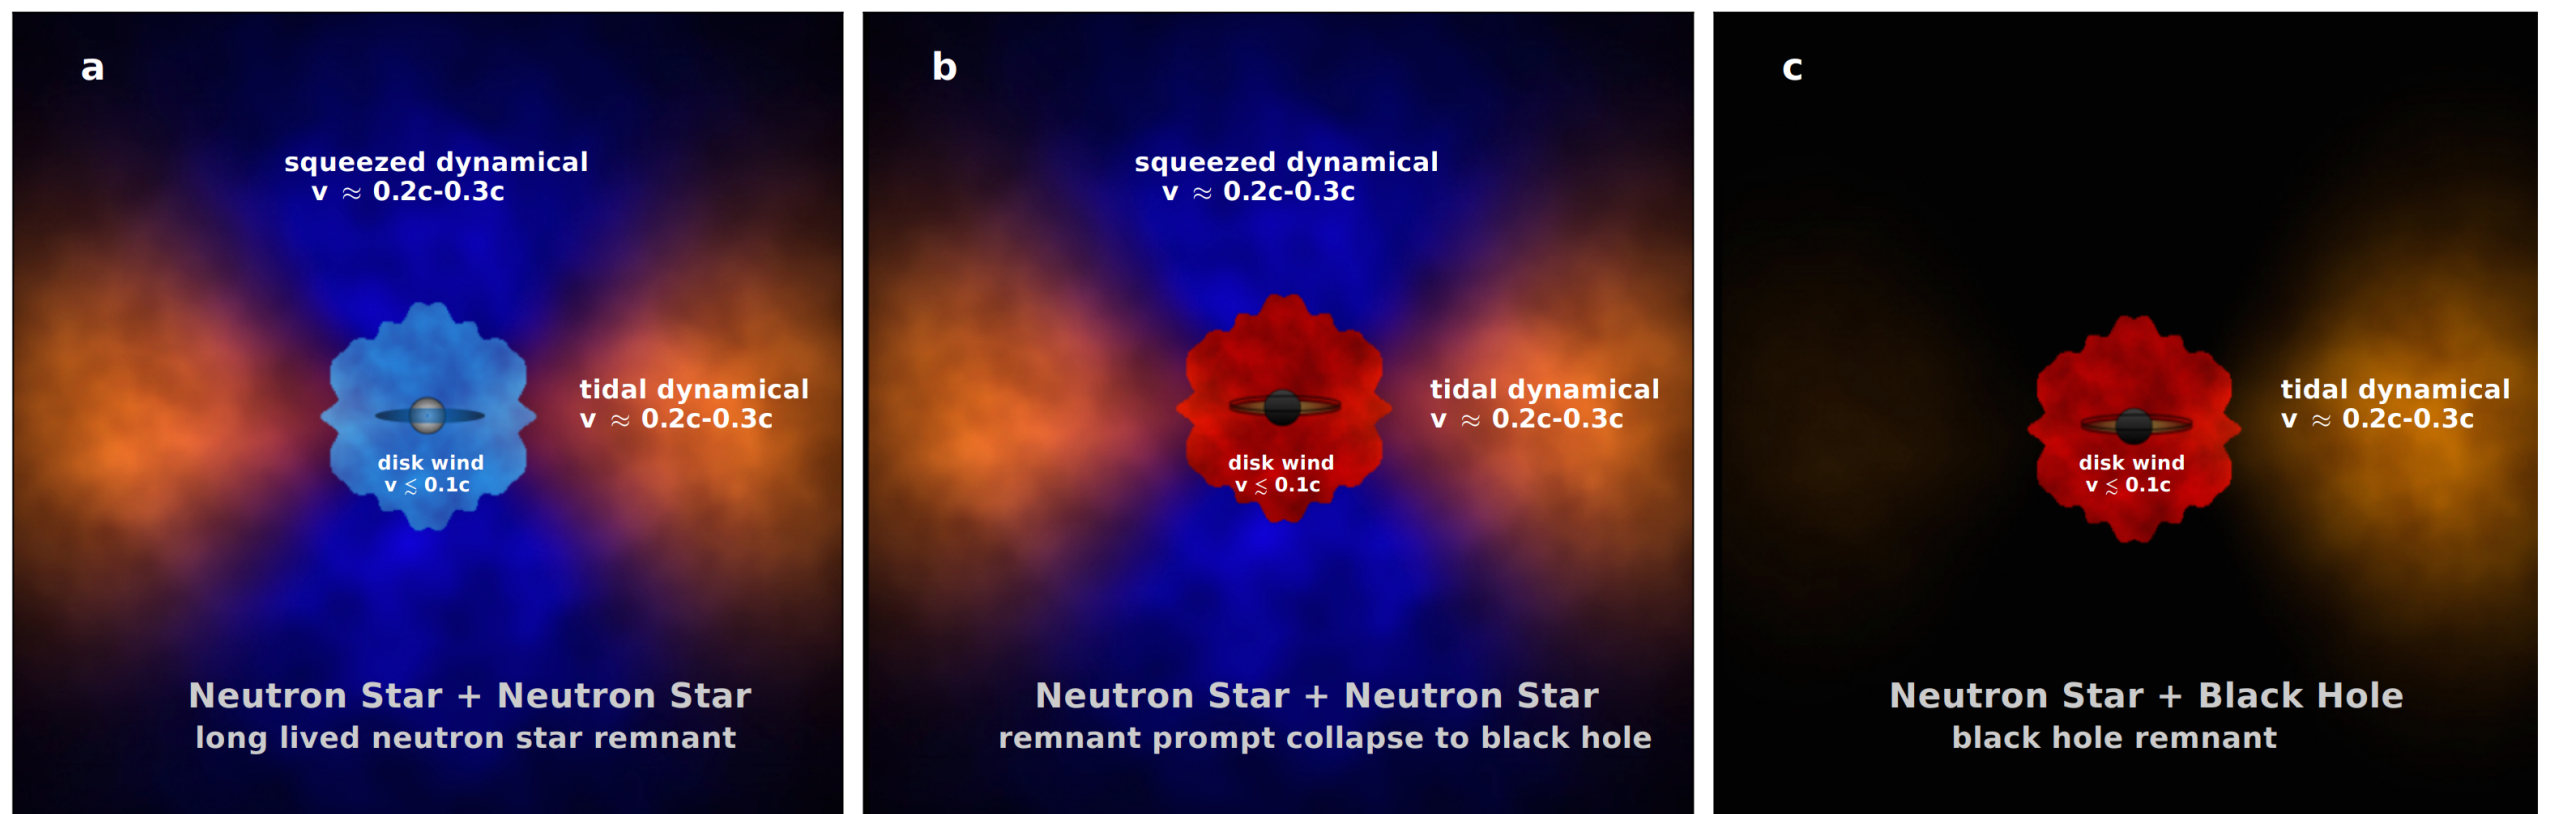 a
squeezed dynamical
v ≈ 0.2c-0.3c
tidal dynamical
v ≈ 0.2c-0.3c
disk wind
v ≲ 0.1c
Neutron Star + Neutron Star
long lived neutron star remnant
b
squeezed dynamical
v ≈ 0.2c-0.3c
tidal dynamical
v ≈ 0.2c-0.3c
disk wind
v ≲ 0.1c
Neutron Star + Neutron Star
remnant prompt collapse to black hole
c
tidal dynamical
v ≈ 0.2c-0.3c
disk wind
v ≲ 0.1c
Neutron Star + Black Hole
black hole remnant